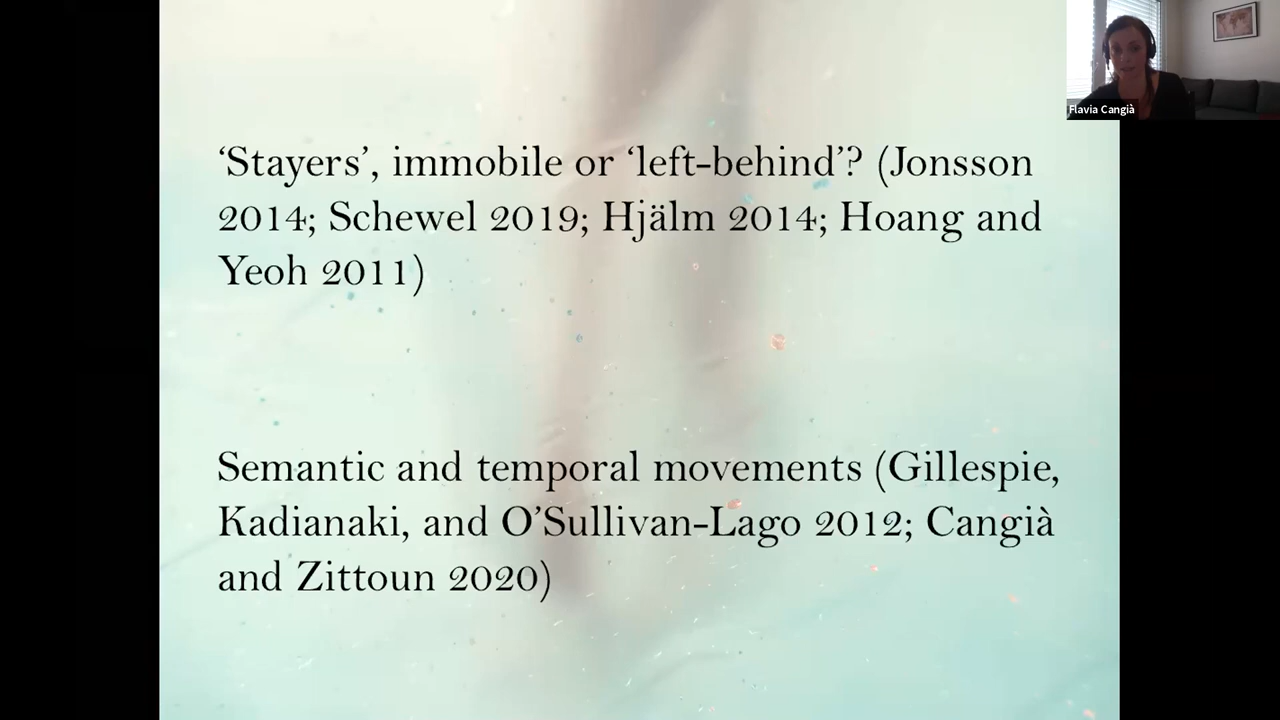 Flavia Cangià
‘Stayers’, immobile or ‘left-behind’? (Jonsson
2014; Schewel 2019; Hjälm 2014; Hoang and
Yeoh 2011)
Semantic and temporal movements (Gillespie,
Kadianaki, and O’Sullivan-Lago 2012; Cangià
and Zittoun 2020)